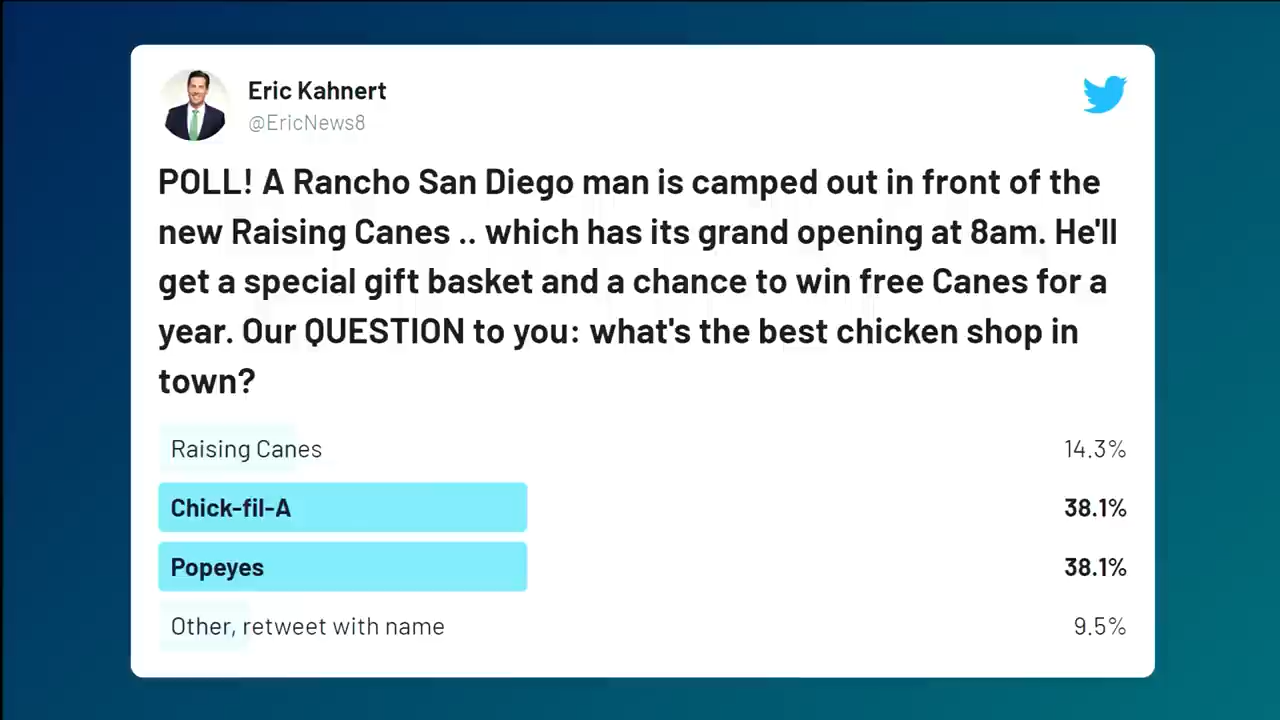 Eric Kahnert
@EricNews8
POLL! A Rancho San Diego man is camped out in front of the
new Raising Canes .. which has its grand opening at 8am. He'll
get a special gift basket and a chance to win free Canes for a
year. Our QUESTION to you: what's the best chicken shop in
town?
Raising Canes 14.3%
Chick-fil-A 38.1%
Popeyes 38.1%
Other, retweet with name 9.5%